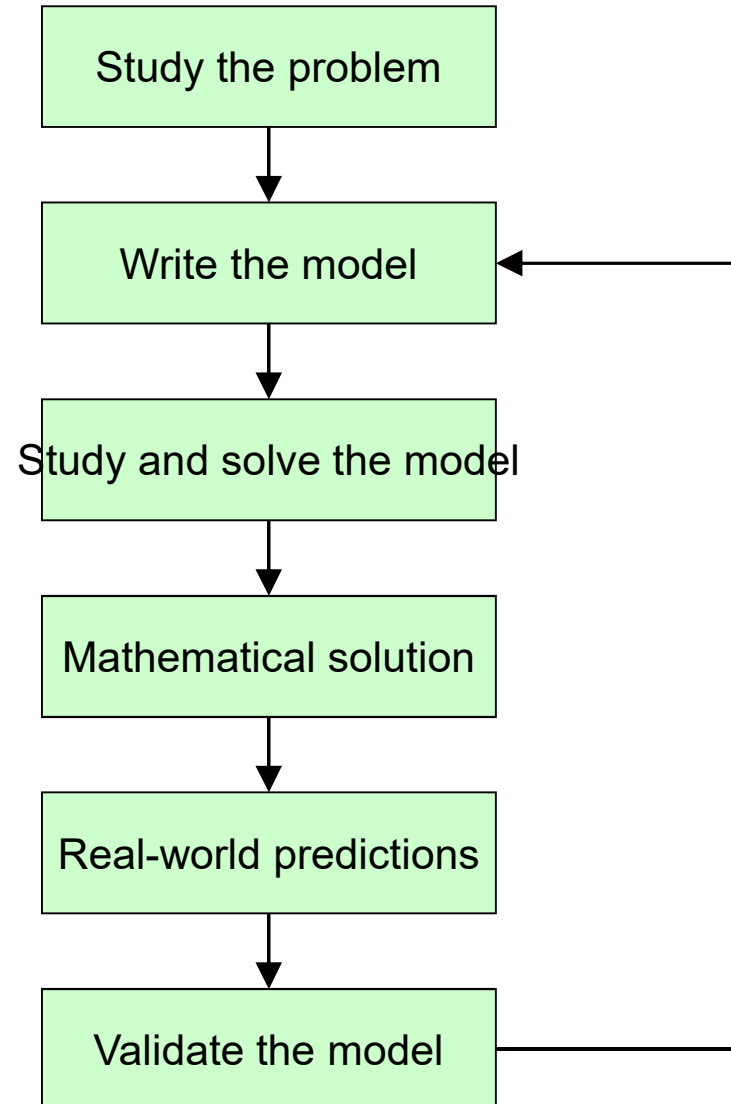 Study the problem
Write the model
Study and solve the model
Mathematical solution
Real-world predictions
Validate the model